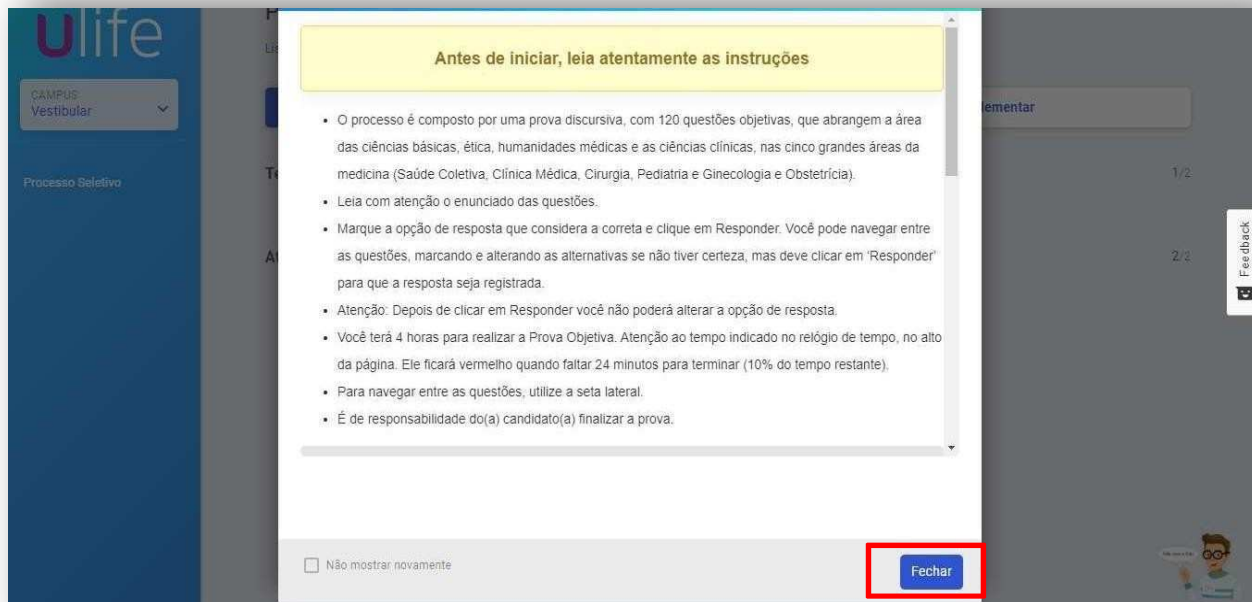 Ulife
CAMPUS
Vestibular
Processo Seletivo
Antes de iniciar, leia atentamente as instruções
• O processo é composto por uma prova discursiva, com 120 questões objetivas, que abrangem a área
das ciências básicas, ética, humanidades médicas e as ciências clínicas, nas cinco grandes áreas da
medicina (Saúde Coletiva, Clínica Médica, Cirurgia, Pediatria e Ginecologia e Obstetrícia).
• Leia com atenção o enunciado das questões.
• Marque a opção de resposta que considera a correta e clique em Responder. Você pode navegar entre
as questões, marcando e alterando as alternativas se não tiver certeza, mas deve clicar em 'Responder'
para que a resposta seja registrada.
• Atenção: Depois de clicar em Responder você não poderá alterar a opção de resposta.
• Você terá 4 horas para realizar a Prova Objetiva. Atenção ao tempo indicado no relógio de tempo, no alto
da página. Ele ficará vermelho quando faltar 24 minutos para terminar (10% do tempo restante).
• Para navegar entre as questões, utilize a seta lateral.
• É de responsabilidade do(a) candidato(a) finalizar a prova.
Não mostrar novamente
Fechar
lementar
1/2
2/2
Feedback